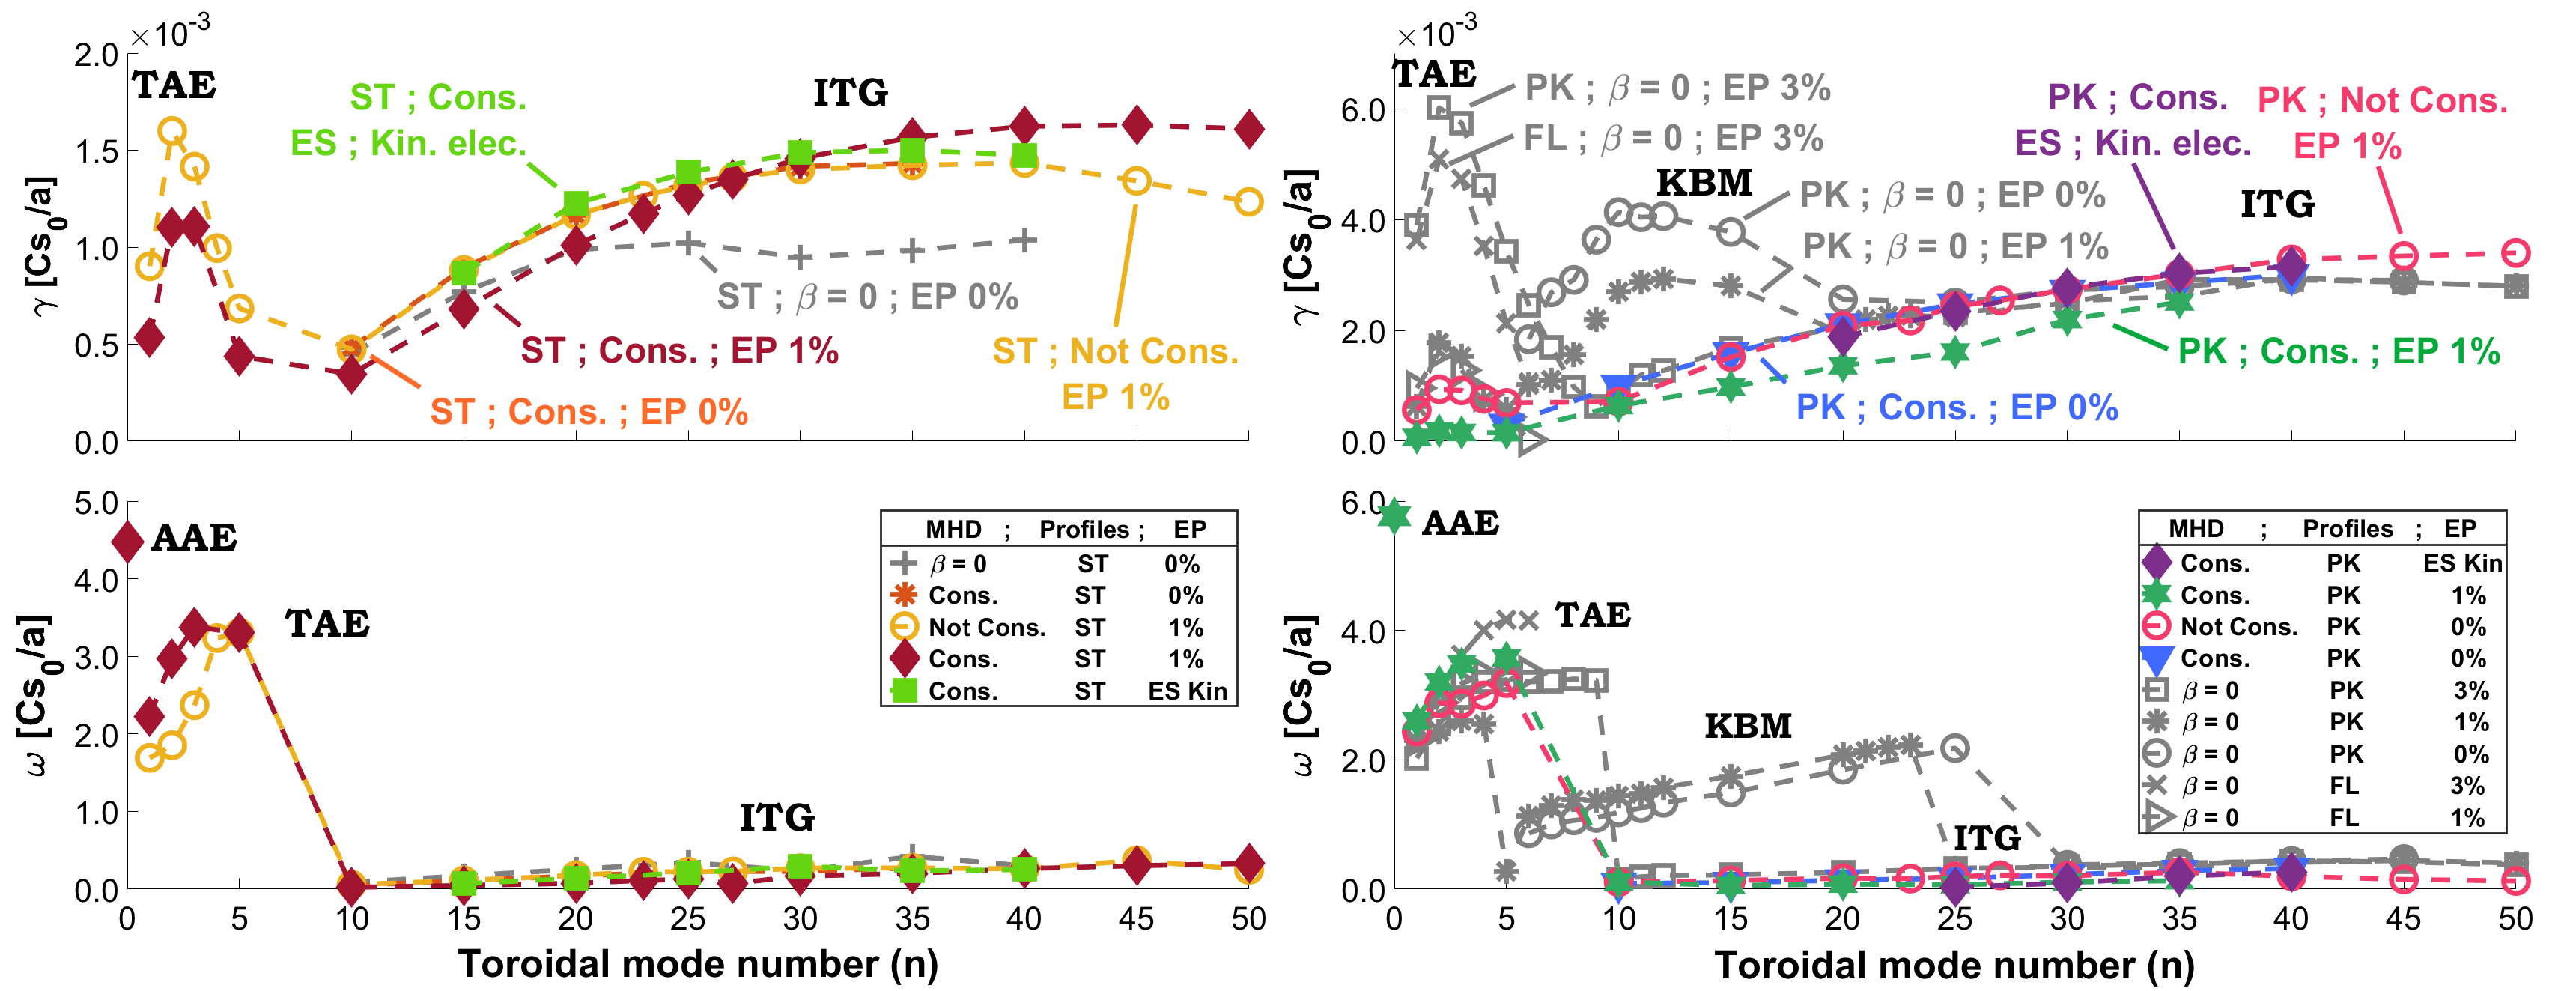 ×10⁻³
2.0
1.5
1.0
0.5
0.0
γ [Cs₀/a]
TAE
ST ; Cons.
ES ; Kin. elec.
ITG
ST ; β = 0 ; EP 0%
ST ; Cons. ; EP 1%
ST ; Not Cons.
EP 1%
ST ; Cons. ; EP 0%
×10⁻³
6.0
4.0
2.0
0.0
γ [Cs₀/a]
TAE
PK ; β = 0 ; EP 3%
FL ; β = 0 ; EP 3%
KBM
PK ; β = 0 ; EP 0%
PK ; β = 0 ; EP 1%
PK ; Cons.
ES ; Kin. elec.
PK ; Not Cons.
EP 1%
ITG
PK ; Cons. ; EP 1%
PK ; Cons. ; EP 0%
5.0
4.0
3.0
2.0
1.0
0.0
ω [Cs₀/a]
AAE
TAE
ITG
MHD ; Profiles ; EP
β = 0 ST 0%
Cons. ST 0%
Not Cons. ST 1%
Cons. ST 1%
Cons. ST ES Kin
0 5 10 15 20 25 30 35 40 45 50
Toroidal mode number (n)
6.0
4.0
2.0
0.0
ω [Cs₀/a]
AAE
TAE
KBM
ITG
MHD ; Profiles ; EP
Cons. PK ES Kin
Cons. PK 1%
Not Cons. PK 0%
Cons. PK 0%
β = 0 PK 3%
β = 0 PK 1%
β = 0 PK 0%
β = 0 FL 3%
β = 0 FL 1%
0 5 10 15 20 25 30 35 40 45 50
Toroidal mode number (n)